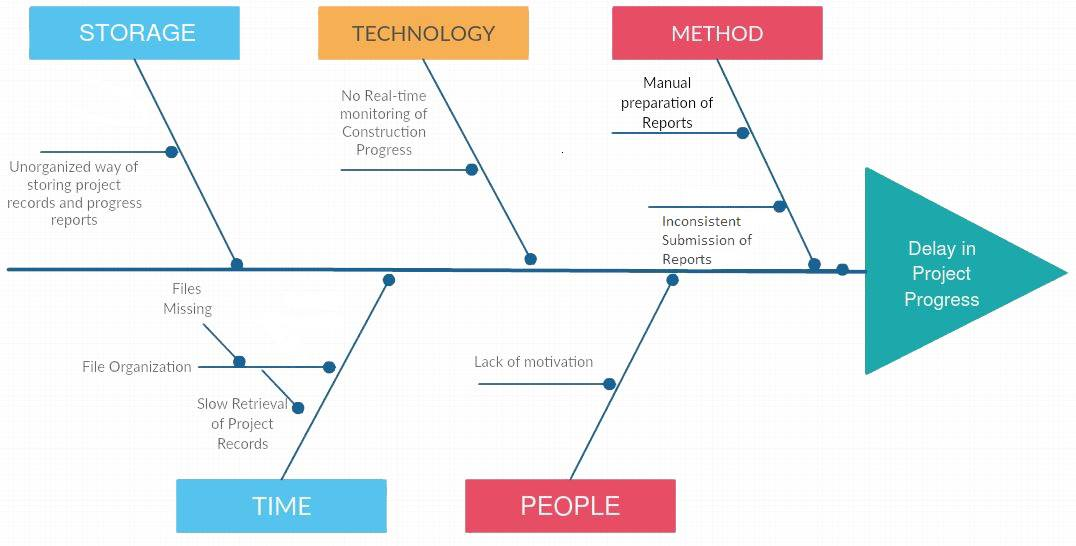 STORAGE
TECHNOLOGY
METHOD
Unorganized way of
storing project
records and progress
reports
No Real-time
monitoring of
Construction
Progress
Manual
preparation of
Reports
Inconsistent
Submission of
Reports
Delay in
Project
Progress
Files
Missing
File Organization
Slow Retrieval
of Project
Records
Lack of motivation
TIME
PEOPLE